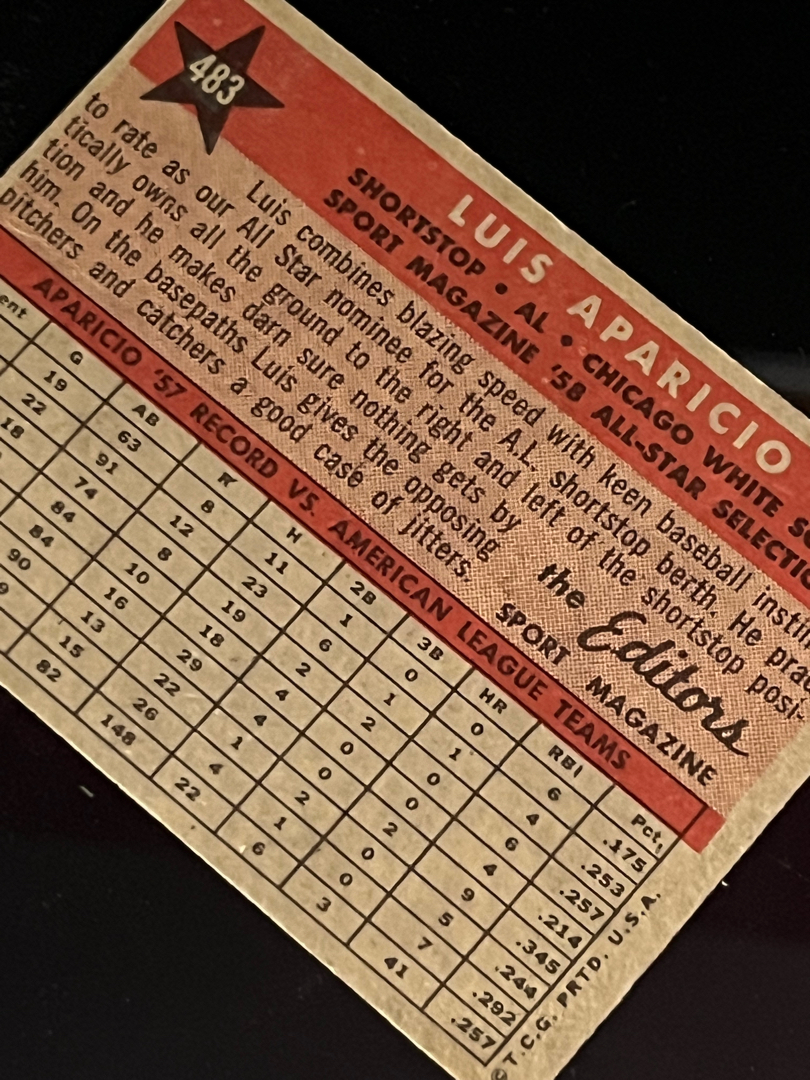 483
LUIS APARICIO
SHORTSTOP • AL • CHICAGO WHITE
SPORT MAGAZINE '58 ALL-STAR
Luis combines blazing speed with keen baseball
to rate as our All Star nominee for the A.L. shortstop berth. He
tically owns all the ground to the right and left of the shortstop posi-
tion and he makes darn sure nothing gets by
him. On the basepaths Luis gives the opposing
pitchers and catchers a good case of jitters.
the Editors
SPORT MAGAZINE
APARICIO '57 RECORD VS. AMERICAN LEAGUE TEAMS
G AB R H 2B 3B HR RBI Pct.
19 63 8 11 1 0 0 6 .175
22 91 12 23 6 1 1 4 .253
18 74 8 19 2 2 0 6 .257
84 10 18 4 0 0 4 .214
84 16 29 4 0 2 9 .345
90 13 22 1 2 0 5 .244
15 26 4 1 0 7 .292
82 148 22 6 3 41 .257
© T.C.G. PRTD. U.S.A.